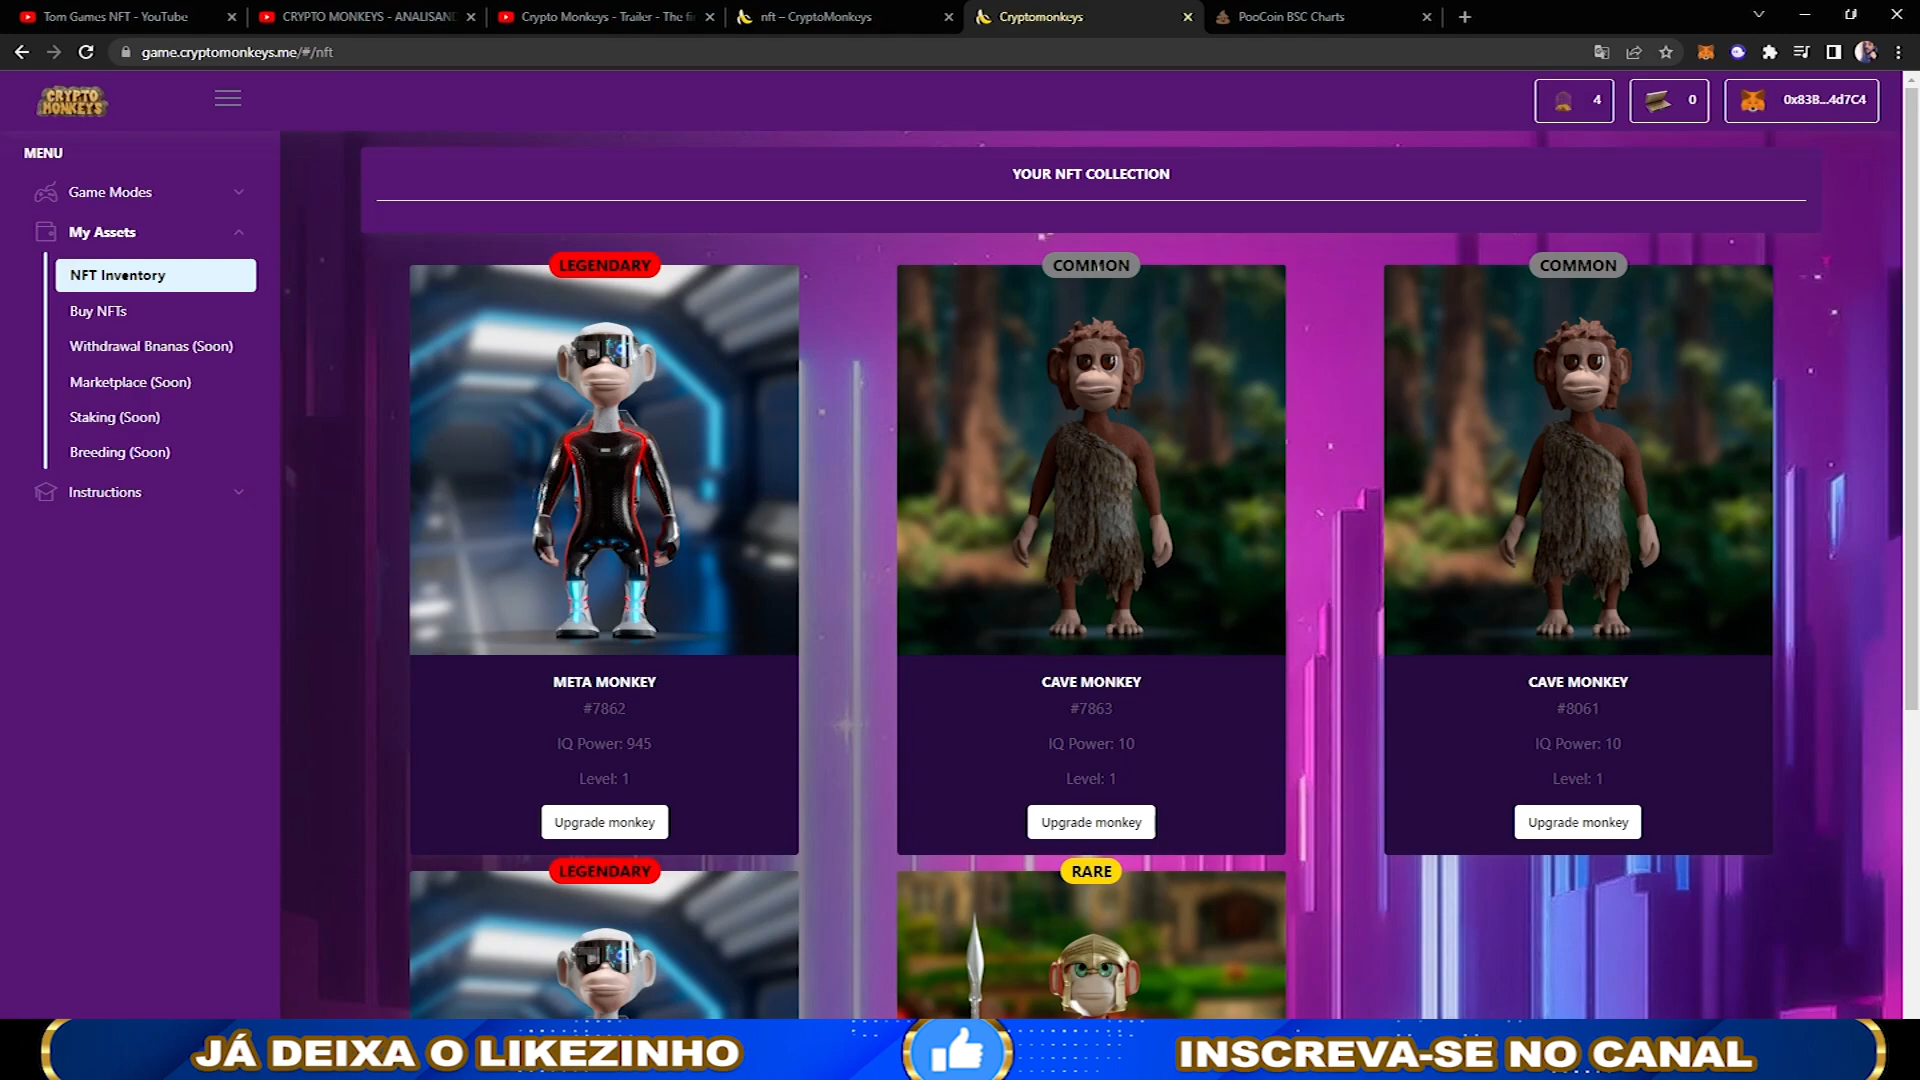 Tom Games NFT - YouTube
CRYPTO MONKEYS - ANALISAND
Crypto Monkeys - Trailer - The fir
nft – CryptoMonkeys
Cryptomonkeys
PooCoin BSC Charts
game.cryptomonkeys.me/#/nft
CRYPTO
MONKEYS
4
0
0x83B...4d7C4
MENU
Game Modes
My Assets
NFT Inventory
Buy NFTs
Withdrawal Bnanas (Soon)
Marketplace (Soon)
Staking (Soon)
Breeding (Soon)
Instructions
YOUR NFT COLLECTION
LEGENDARY
META MONKEY
#7862
IQ Power: 945
Level: 1
Upgrade monkey
COMMON
CAVE MONKEY
#7863
IQ Power: 10
Level: 1
Upgrade monkey
COMMON
CAVE MONKEY
#8061
IQ Power: 10
Level: 1
Upgrade monkey
LEGENDARY
RARE
JÁ DEIXA O LIKEZINHO
INSCREVA-SE NO CANAL